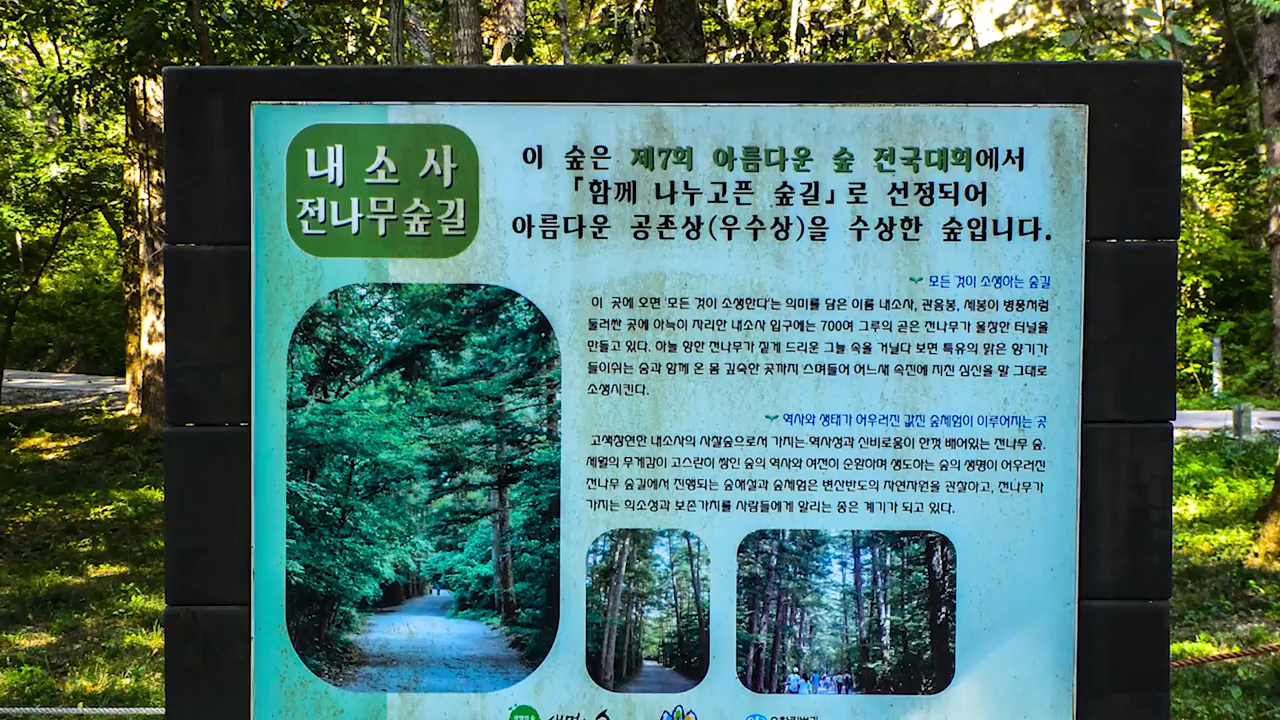 내 소 사
전나무숲길
이 숲은 제7회 아름다운 숲 전국대회에서
「함께 나누고픈 숲길」로 선정되어
아름다운 공존상(우수상)을 수상한 숲입니다.
모든 것이 소생하는 숲길
이 곳에 오면 '모든 것이 소생한다'는 의미를 담은 이름 내소사, 관음봉, 세봉이 병풍처럼
둘러싼 곳에 아늑이 자리한 내소사 입구에는 700여 그루의 곧은 전나무가 울창한 터널을
만들고 있다. 하늘 향한 전나무가 짙게 드리운 그늘 속을 거닐다 보면 특유의 맑은 향기가
들이쉬는 숨과 함께 온 몸 깊숙한 곳까지 스며들어 어느새 속진에 지친 심신을 말 그대로
소생시킨다.
역사와 생태가 어우러진 값진 숲체험이 이루어지는 곳
고색창연한 내소사의 사찰숲으로서 가지는 역사성과 신비로움이 한껏 배어있는 전나무 숲.
세월의 무게감이 고스란히 쌓인 숲의 역사와 여전히 순환하며 생동하는 숲의 생명이 어우러진
전나무 숲길에서 진행되는 숲해설과 숲체험은 변산반도의 자연자원을 관찰하고, 전나무가
가지는 희소성과 보존가치를 사람들에게 알리는 좋은 계기가 되고 있다.